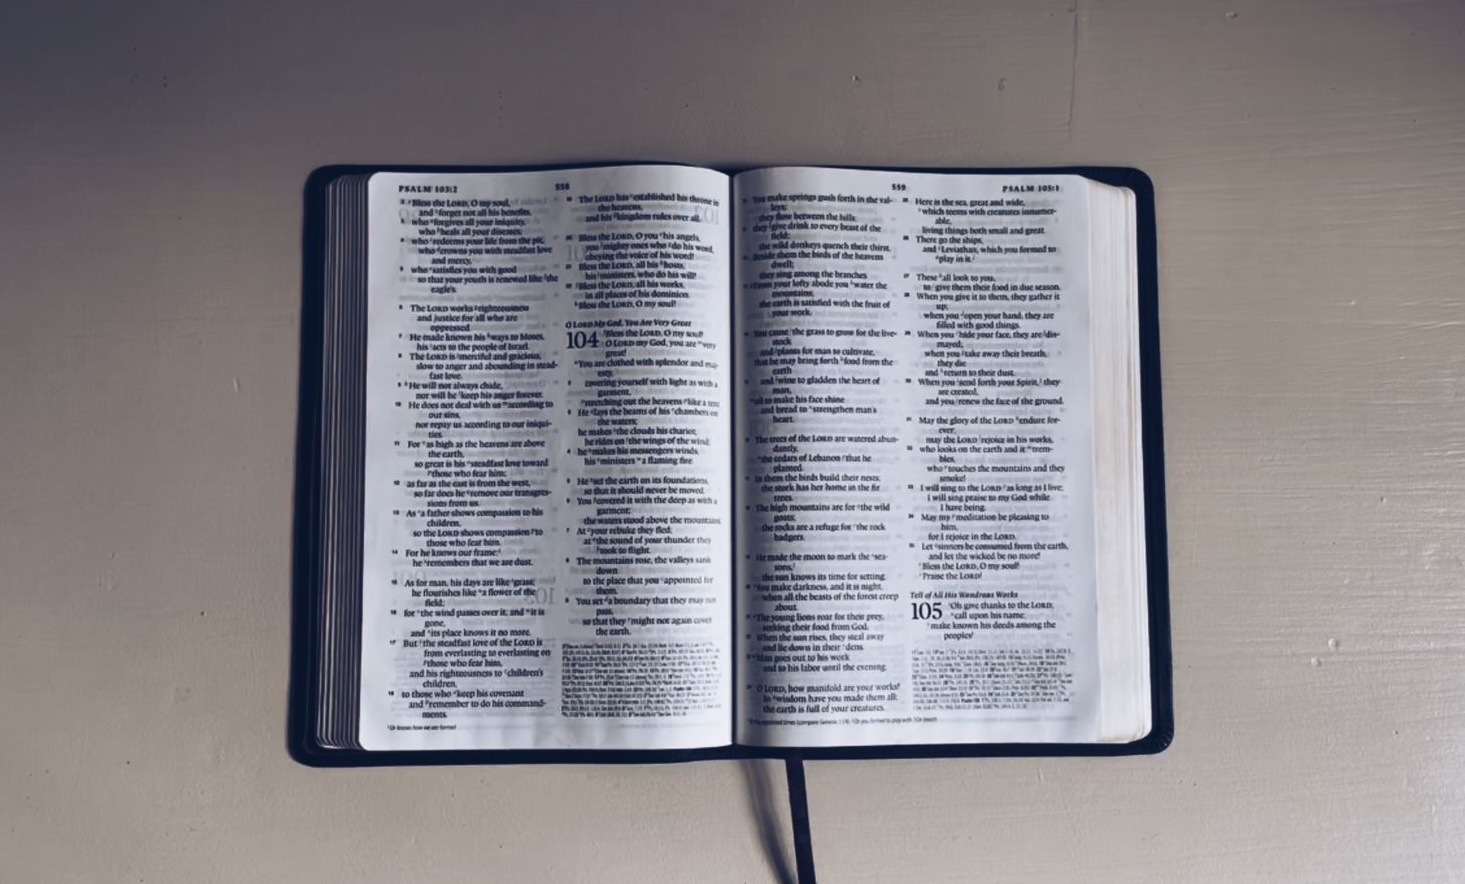 PSALM 103:2
558
2 Bless the LORD, O my soul,
and forget not all his benefits,
3 who forgives all your iniquity,
who heals all your diseases,
4 who redeems your life from the pit,
who crowns you with steadfast love
and mercy,
5 who satisfies you with good
so that your youth is renewed like the
eagle's.
6 The LORD works righteousness
and justice for all who are
oppressed.
7 He made known his ways to Moses,
his acts to the people of Israel.
8 The LORD is merciful and gracious,
slow to anger and abounding in stead-
fast love.
9 He will not always chide,
nor will he keep his anger forever.
10 He does not deal with us according to
our sins,
nor repay us according to our iniqui-
ties.
11 For as high as the heavens are above
the earth,
so great is his steadfast love toward
those who fear him;
12 as far as the east is from the west,
so far does he remove our transgres-
sions from us.
13 As a father shows compassion to his
children,
so the LORD shows compassion to
those who fear him.
14 For he knows our frame;
he remembers that we are dust.
15 As for man, his days are like grass;
he flourishes like a flower of the
field;
16 for the wind passes over it, and it is
gone,
and its place knows it no more.
17 But the steadfast love of the LORD is
from everlasting to everlasting on
those who fear him,
and his righteousness to children's
children,
18 to those who keep his covenant
and remember to do his command-
ments.
Or knows how we are formed
19 The LORD has established his throne in
the heavens,
and his kingdom rules over all.
20 Bless the LORD, O you his angels,
you mighty ones who do his word,
obeying the voice of his word!
21 Bless the LORD, all his hosts,
his ministers, who do his will!
22 Bless the LORD, all his works,
in all places of his dominion.
Bless the LORD, O my soul!
O LORD My God, You Are Very Great
104 Bless the LORD, O my soul!
O LORD my God, you are very
great!
You are clothed with splendor and maj-
esty,
2 covering yourself with light as with a
garment,
stretching out the heavens like a tent.
3 He lays the beams of his chambers on
the waters;
he makes the clouds his chariot;
he rides on the wings of the wind;
4 he makes his messengers winds,
his ministers a flaming fire.
5 He set the earth on its foundations,
so that it should never be moved.
6 You covered it with the deep as with a
garment;
the waters stood above the mountains.
7 At your rebuke they fled;
at the sound of your thunder they
took to flight.
8 The mountains rose, the valleys sank
down
to the place that you appointed for
them.
9 You set a boundary that they may not
pass,
so that they might not again cover
the earth.
559
PSALM 105:1
You make springs gush forth in the val-
leys;
they flow between the hills;
they give drink to every beast of the
field;
the wild donkeys quench their thirst.
Beside them the birds of the heavens
dwell;
they sing among the branches.
From your lofty abode you water the
mountains;
the earth is satisfied with the fruit of
your work.
You cause the grass to grow for the live-
stock
and plants for man to cultivate,
that he may bring forth food from the
earth
and wine to gladden the heart of
man,
oil to make his face shine
and bread to strengthen man's
heart.
The trees of the LORD are watered abun-
dantly,
the cedars of Lebanon that he
planted.
In them the birds build their nests;
the stork has her home in the fir
trees.
The high mountains are for the wild
goats;
the rocks are a refuge for the rock
badgers.
He made the moon to mark the sea-
sons;
the sun knows its time for setting.
You make darkness, and it is night,
when all the beasts of the forest creep
about.
The young lions roar for their prey,
seeking their food from God.
When the sun rises, they steal away
and lie down in their dens.
Man goes out to his work
and to his labor until the evening.
O LORD, how manifold are your works!
In wisdom have you made them all;
the earth is full of your creatures.
25 Here is the sea, great and wide,
which teems with creatures innumer-
able,
living things both small and great.
26 There go the ships,
and Leviathan, which you formed to
play in it.
27 These all look to you,
to give them their food in due season.
28 When you give it to them, they gather it
up;
when you open your hand, they are
filled with good things.
29 When you hide your face, they are dis-
mayed;
when you take away their breath,
they die
and return to their dust.
30 When you send forth your Spirit, they
are created,
and you renew the face of the ground.
31 May the glory of the LORD endure for-
ever;
may the LORD rejoice in his works,
32 who looks on the earth and it trem-
bles,
who touches the mountains and they
smoke!
33 I will sing to the LORD as long as I live;
I will sing praise to my God while
I have being.
34 May my meditation be pleasing to
him,
for I rejoice in the LORD.
35 Let sinners be consumed from the earth,
and let the wicked be no more!
Bless the LORD, O my soul!
Praise the LORD!
Tell of All His Wondrous Works
105 Oh give thanks to the LORD;
call upon his name;
make known his deeds among the
peoples!